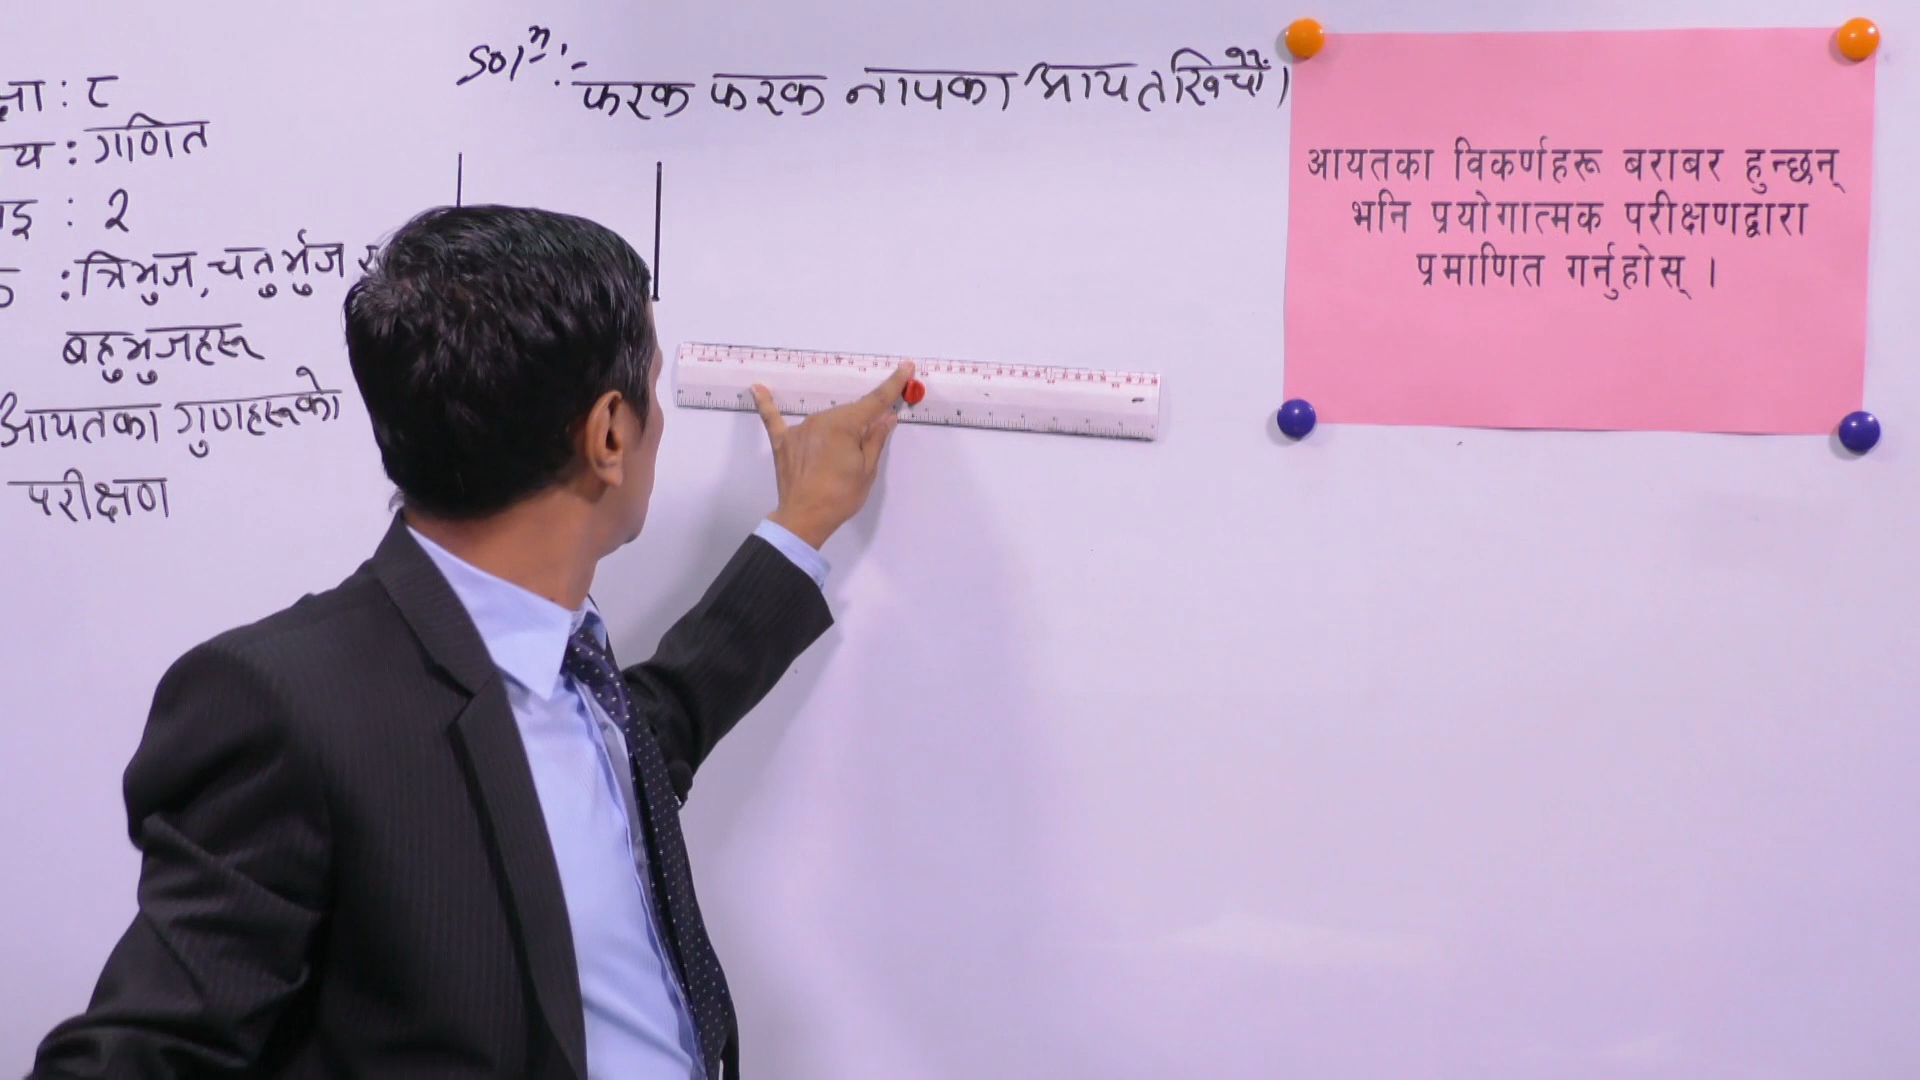 : ८
: गणित
: २
: त्रिभुज, चतुर्भुज
बहुभुजहरू
आयतका गुणहरूको
परीक्षण
Solⁿ:-
फरक फरक नापका आयत खिचौं।
आयतका विकर्णहरू बराबर हुन्छन्
भनि प्रयोगात्मक परीक्षणद्वारा
प्रमाणित गर्नुहोस् ।